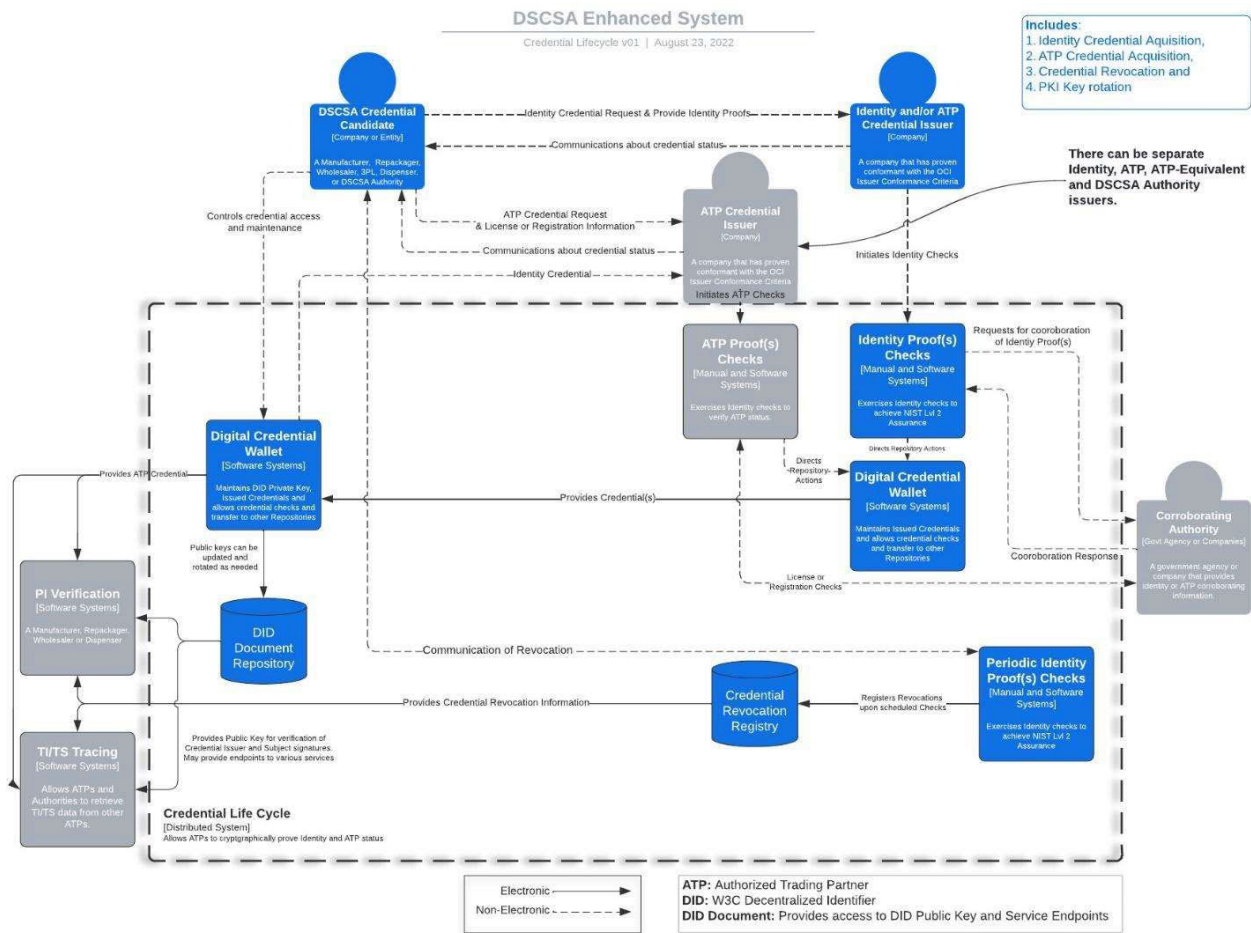 DSCSA Enhanced System
Credential Lifecycle v01 | August 23, 2022
Includes:
1. Identity Credential Aquisition,
2. ATP Credential Acquisition,
3. Credential Revocation and
4. PKI Key rotation
DSCSA Credential
Candidate
[Company or Entity]
A Manufacturer, Repackager,
Wholesaler, 3PL, Dispenser,
or DSCSA Authority
Identity Credential Request & Provide Identity Proofs
Communications about credential status
Identity and/or ATP
Credential Issuer
[Company]
A company that has proven
conformant with the OCI
Issuer Conformance Criteria
There can be separate
Identity, ATP, ATP-Equivalent
and DSCSA Authority
issuers.
Controls credential access
and maintenance
ATP Credential Request
& License or Registration Information
Communications about credential status
Identity Credential
ATP Credential
Issuer
[Company]
A company that has proven
conformant with the OCI
Issuer Conformance Criteria
Initiates ATP Checks
Initiates Identity Checks
ATP Proof(s)
Checks
[Manual and Software
Systems]
Exercises Identity checks to
verify ATP status.
Identity Proof(s)
Checks
[Manual and Software
Systems]
Exercises Identity checks to
achieve NIST Lvl 2
Assurance
Requests for cooroboration
of Identiy Proof(s)
Directs Repository Actions
Directs
Repository
Actions
Digital Credential
Wallet
[Software Systems]
Maintains DID Private Key,
Issued Credentials and
allows credential checks and
transfer to other Repositories
Provides ATP Credential
Provides Credential(s)
Digital Credential
Wallet
[Software Systems]
Maintains Issued Credentials
and allows credential checks
and transfer to other
Repositories
Corroborating
Authority
[Govt Agency or Companies]
A government agency or
company that provides
identity or ATP corroborating
information.
Cooroboration Response
License or
Registration Checks
Public keys can be
updated and
rotated as needed
PI Verification
[Software Systems]
A Manufacturer, Repackager,
Wholesaler or Dispenser
DID
Document
Repository
Communication of Revocation
Periodic Identity
Proof(s) Checks
[Manual and Software
Systems]
Exercises Identity checks to
achieve NIST Lvl 2
Assurance
Provides Credential Revocation Information
Credential
Revocation
Registry
Registers Revocations
upon scheduled Checks
Provides Public Key for verification of
Credential Issuer and Subject signatures.
May provide endpoints to various services
TI/TS Tracing
[Software Systems]
Allows ATPs and
Authorities to retrieve
TI/TS data from other
ATPs.
Credential Life Cycle
[Distributed System]
Allows ATPs to cryptgraphically prove Identity and ATP status
Electronic
Non-Electronic
ATP: Authorized Trading Partner
DID: W3C Decentralized Identifier
DID Document: Provides access to DID Public Key and Service Endpoints